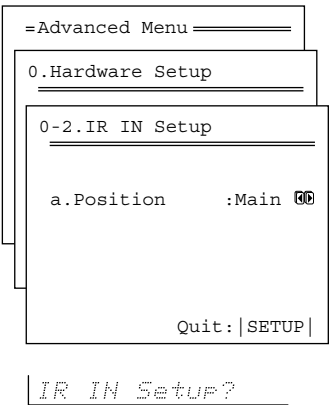 =Advanced Menu
0.Hardware Setup
0-2.IR IN Setup
a.Position :Main
Quit:|SETUP|
IR IN Setup?